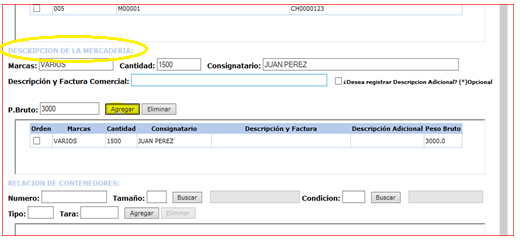 005 M00001 CH0000123
DESCRIPCION DE LA MERCADERIA:
Marcas: VARIOS Cantidad: 1500 Consignatario: JUAN PEREZ
Descripción y Factura Comercial: ¿Desea registrar Descripcion Adicional? (*)Opcional
P.Bruto: 3000 Agregar Eliminar
Orden Marcas Cantidad Consignatario Descripción y Factura Descripción Adicional Peso Bruto
VARIOS 1500 JUAN PEREZ 3000.0
RELACION DE CONTENEDORES:
Numero: Tamaño: Buscar Condicion: Buscar
Tipo: Tara: Agregar Eliminar